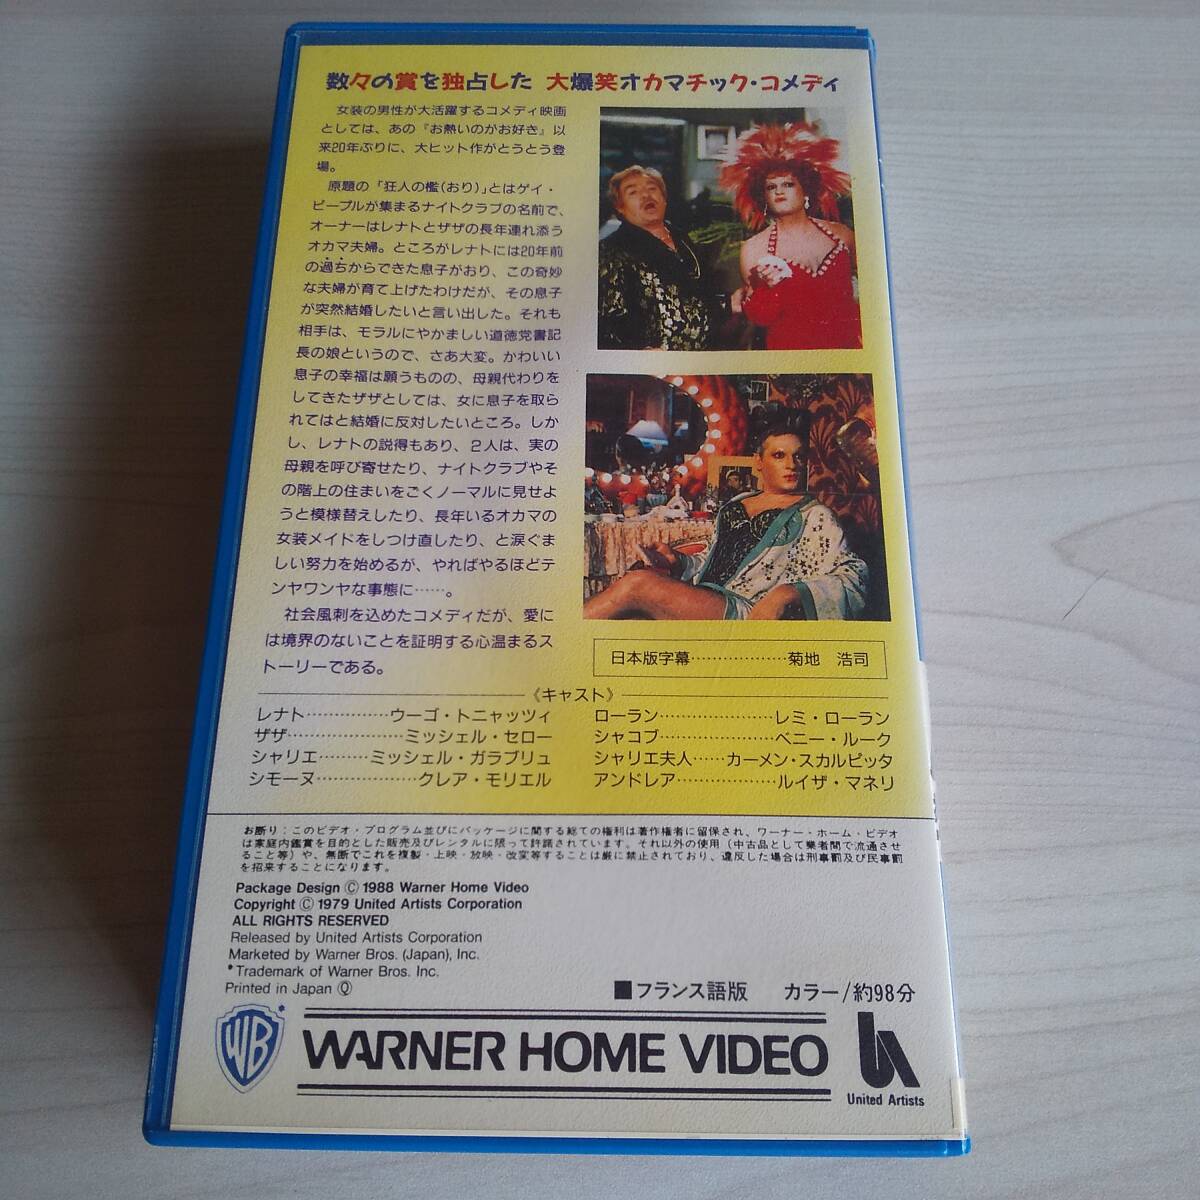 数々の賞を独占した 大爆笑オカマチック・コメディ
女装の男性が大活躍するコメディ映画
としては、あの『お熱いのがお好き』以
来20年ぶりに、大ヒット作がとうとう登
場。
原題の「狂人の檻(おり)」とはゲイ・
ピープルが集まるナイトクラブの名前で、
オーナーはレナトとザザの長年連れ添う
オカマ夫婦。ところがレナトには20年前
の過ちからできた息子がおり、この奇妙
な夫婦が育て上げたわけだが、その息子
が突然結婚したいと言い出した。それも
相手は、モラルにやかましい道徳党書記
長の娘というので、さあ大変。かわいい
息子の幸福は願うものの、母親代わりを
してきたザザとしては、女に息子を取ら
れてはと結婚に反対したいところ。しか
し、レナトの説得もあり、2人は、実の
母親を呼び寄せたり、ナイトクラブやそ
の階上の住まいをごくノーマルに見せよ
うと模様替えしたり、長年いるオカマの
女装メイドをしつけ直したり、と涙ぐま
しい努力を始めるが、やればやるほどテ
ンヤワンヤな事態に……。
社会風刺を込めたコメディだが、愛に
は境界のないことを証明する心温まるス
トーリーである。
日本版字幕………………菊地 浩司
《キャスト》
レナト……………ウーゴ・トニャッツィ
ザザ…………………ミッシェル・セロー
シャリエ………ミッシェル・ガラブリュ
シモーヌ………………クレア・モリエル
ローラン…………………レミ・ローラン
シャコブ…………………ベニー・ルーク
シャリエ夫人……カーメン・スカルピッタ
アンドレア………………ルイザ・マネリ
お断り：このビデオ・プログラム並びにパッケージに関する総ての権利は著作権者に留保され、ワーナー・ホーム・ビデオ
は家庭内鑑賞を目的とした販売及びレンタルに限って許諾されています。それ以外の使用（中古品として業者間で流通させ
ること等）や、無断でこれを複製・上映・放映・改変等することは厳に禁止されており、違反した場合は刑事罰及び民事罰
を招来することになります。
Package Design Ⓒ 1988 Warner Home Video
Copyright Ⓒ 1979 United Artists Corporation
ALL RIGHTS RESERVED
Released by United Artists Corporation
Marketed by Warner Bros. (Japan), Inc.
*Trademark of Warner Bros. Inc.
Printed in Japan Ⓠ
■フランス語版 カラー/約98分
WB*
WARNER HOME VIDEO
United Artists